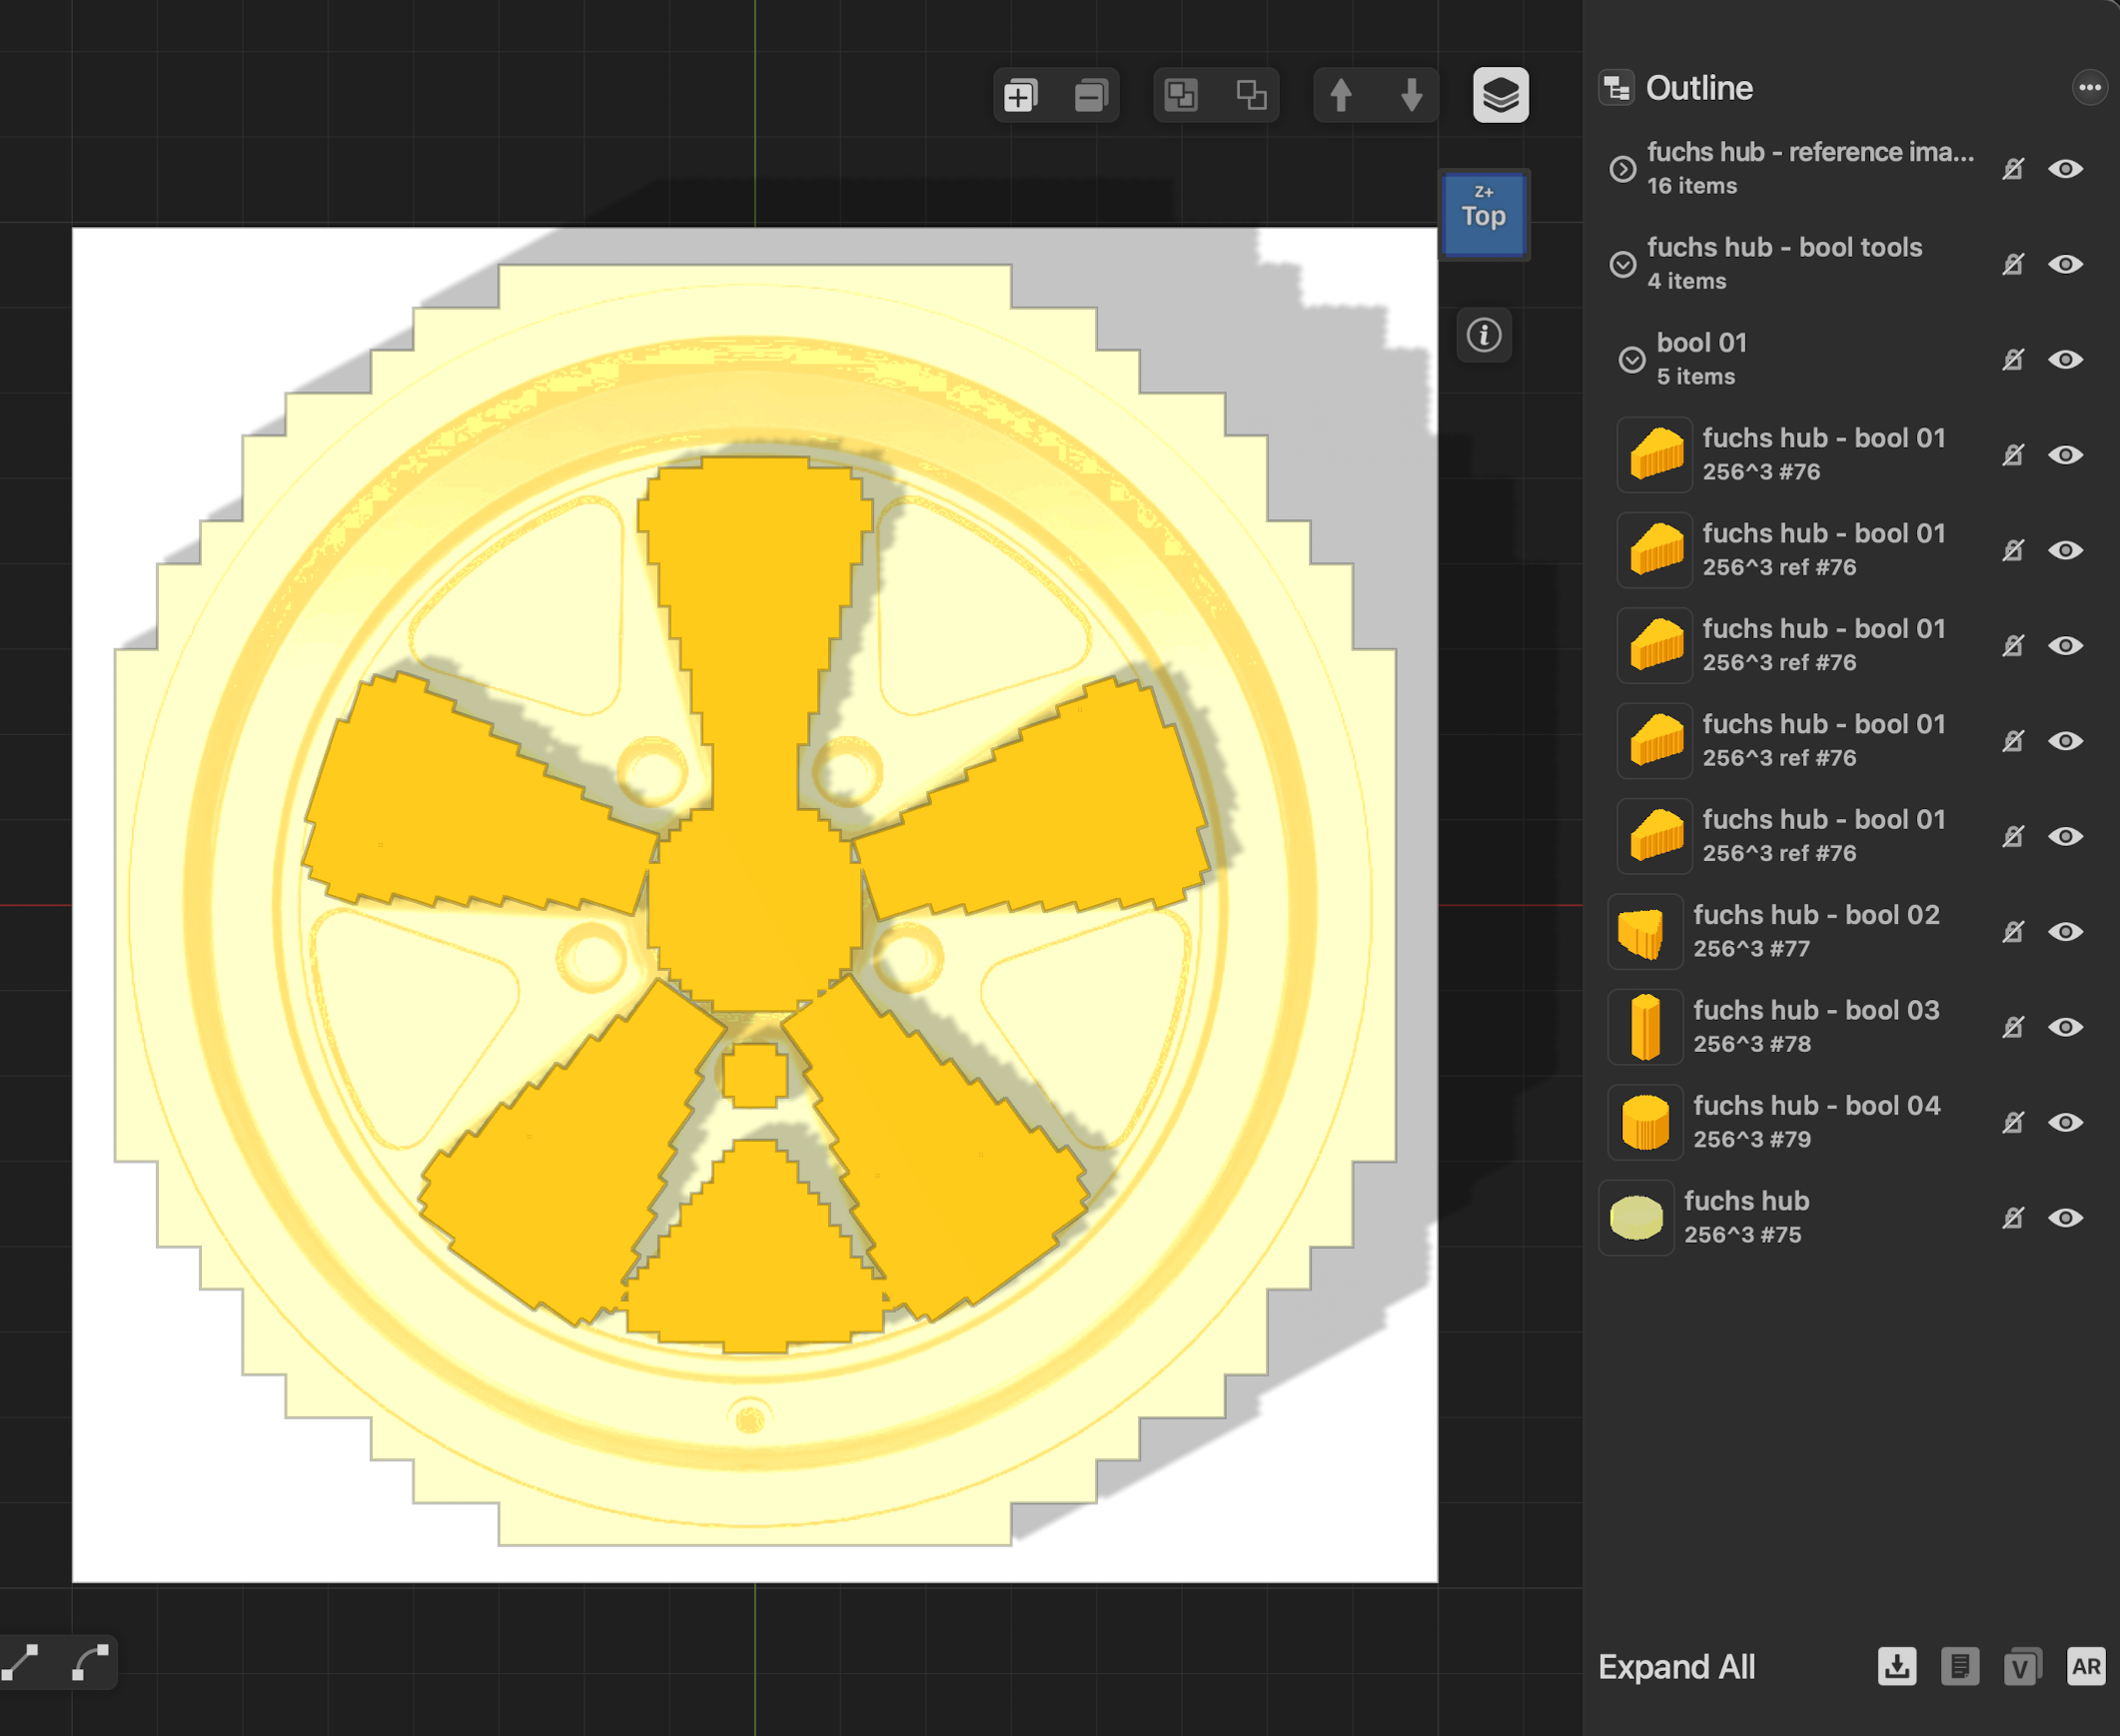 Outline
fuchs hub - reference ima...
16 items
Z+
Top
fuchs hub - bool tools
4 items
bool 01
5 items
fuchs hub - bool 01
256^3 #76
fuchs hub - bool 01
256^3 ref #76
fuchs hub - bool 01
256^3 ref #76
fuchs hub - bool 01
256^3 ref #76
fuchs hub - bool 01
256^3 ref #76
fuchs hub - bool 02
256^3 #77
fuchs hub - bool 03
256^3 #78
fuchs hub - bool 04
256^3 #79
fuchs hub
256^3 #75
Expand All
V
AR